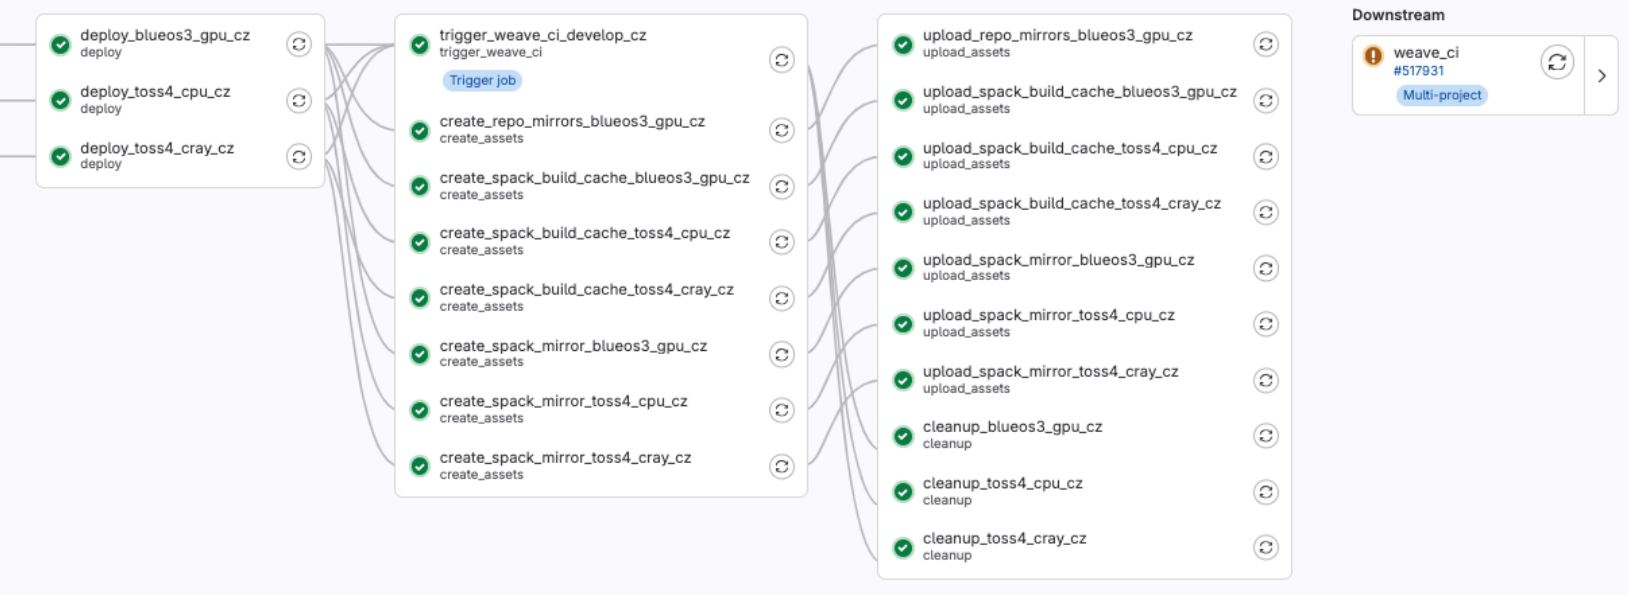 deploy_blueos3_gpu_cz
deploy
deploy_toss4_cpu_cz
deploy
deploy_toss4_cray_cz
deploy
trigger_weave_ci_develop_cz
trigger_weave_ci
Trigger job
create_repo_mirrors_blueos3_gpu_cz
create_assets
create_spack_build_cache_blueos3_gpu_cz
create_assets
create_spack_build_cache_toss4_cpu_cz
create_assets
create_spack_build_cache_toss4_cray_cz
create_assets
create_spack_mirror_blueos3_gpu_cz
create_assets
create_spack_mirror_toss4_cpu_cz
create_assets
create_spack_mirror_toss4_cray_cz
create_assets
upload_repo_mirrors_blueos3_gpu_cz
upload_assets
upload_spack_build_cache_blueos3_gpu_cz
upload_assets
upload_spack_build_cache_toss4_cpu_cz
upload_assets
upload_spack_build_cache_toss4_cray_cz
upload_assets
upload_spack_mirror_blueos3_gpu_cz
upload_assets
upload_spack_mirror_toss4_cpu_cz
upload_assets
upload_spack_mirror_toss4_cray_cz
upload_assets
cleanup_blueos3_gpu_cz
cleanup
cleanup_toss4_cpu_cz
cleanup
cleanup_toss4_cray_cz
cleanup
Downstream
weave_ci
#517931
Multi-project